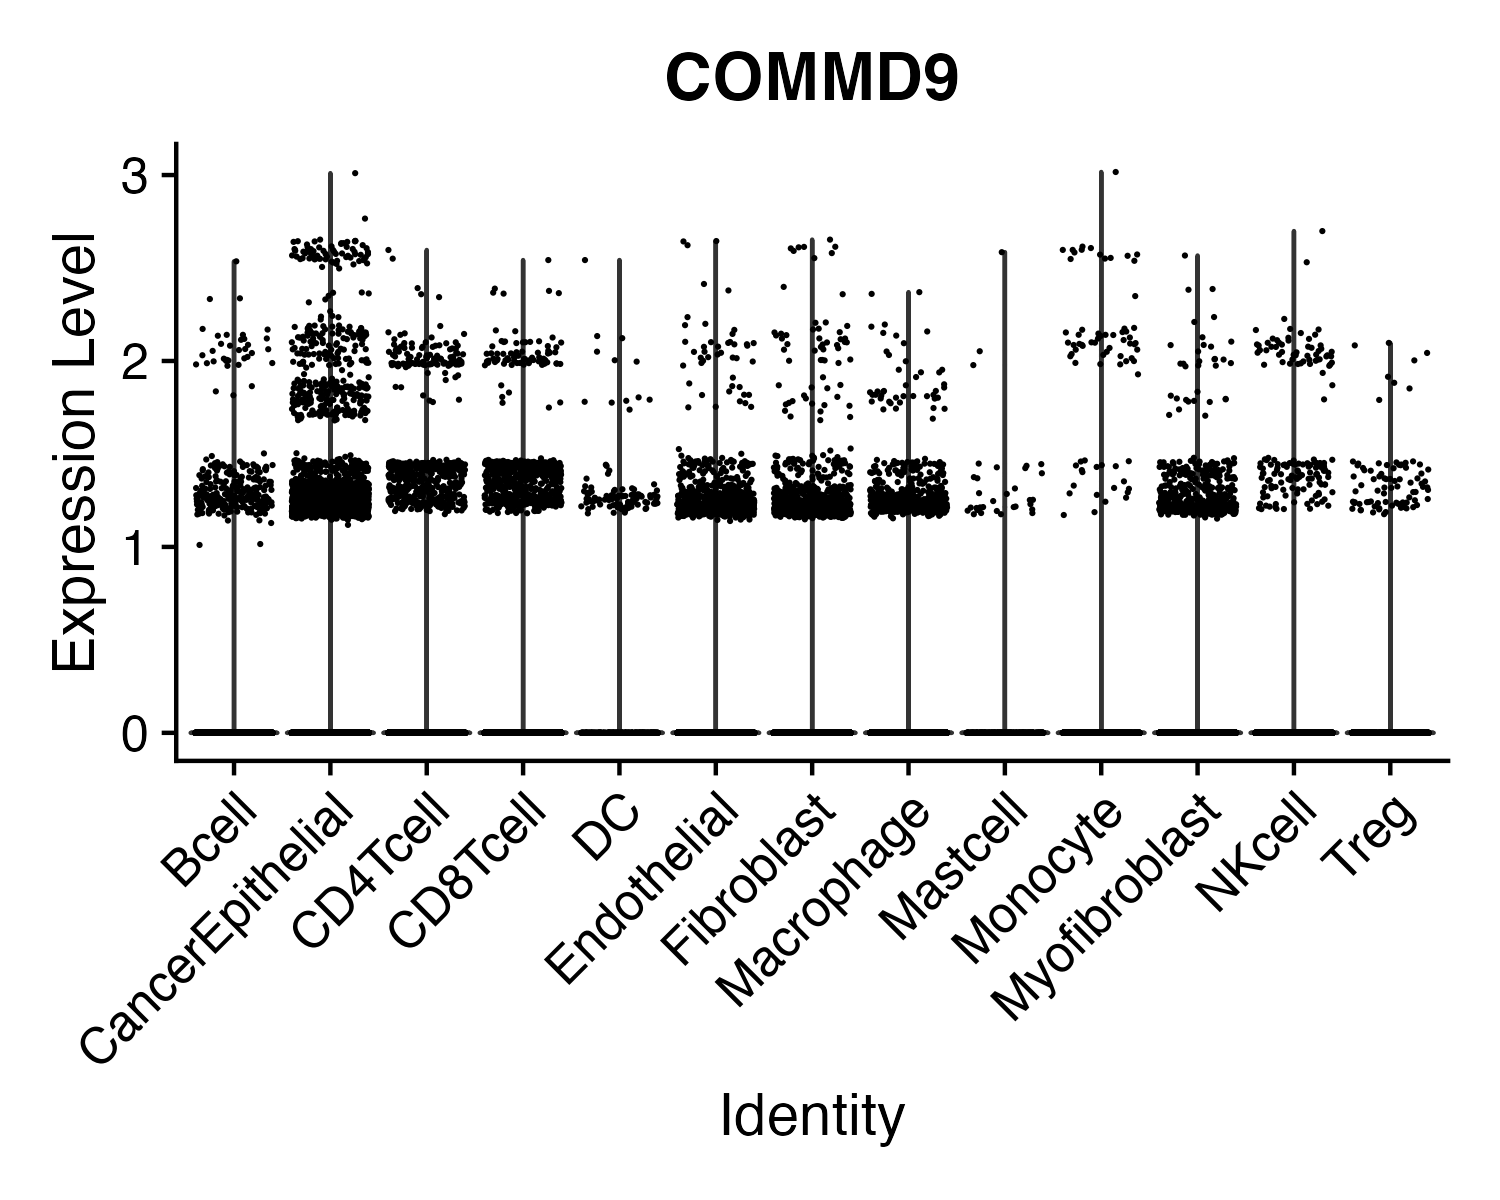 COMMD9
Expression Level
3
2
1
0
Bcell
CancerEpithelial
CD4Tcell
CD8Tcell
DC
Endothelial
Fibroblast
Macrophage
Mastcell
Monocyte
Myofibroblast
NKcell
Treg
Identity